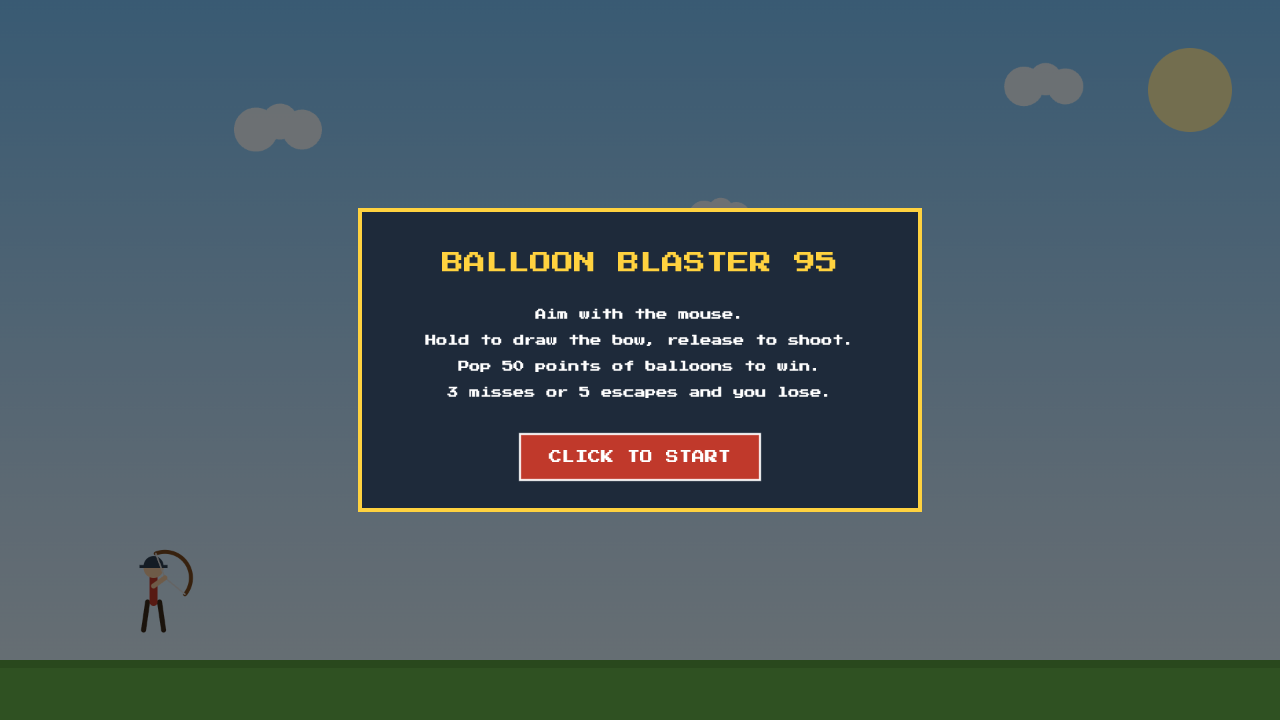 BALLOON BLASTER 95
Aim with the mouse.
Hold to draw the bow, release to shoot.
Pop 50 points of balloons to win.
3 misses or 5 escapes and you lose.
CLICK TO START